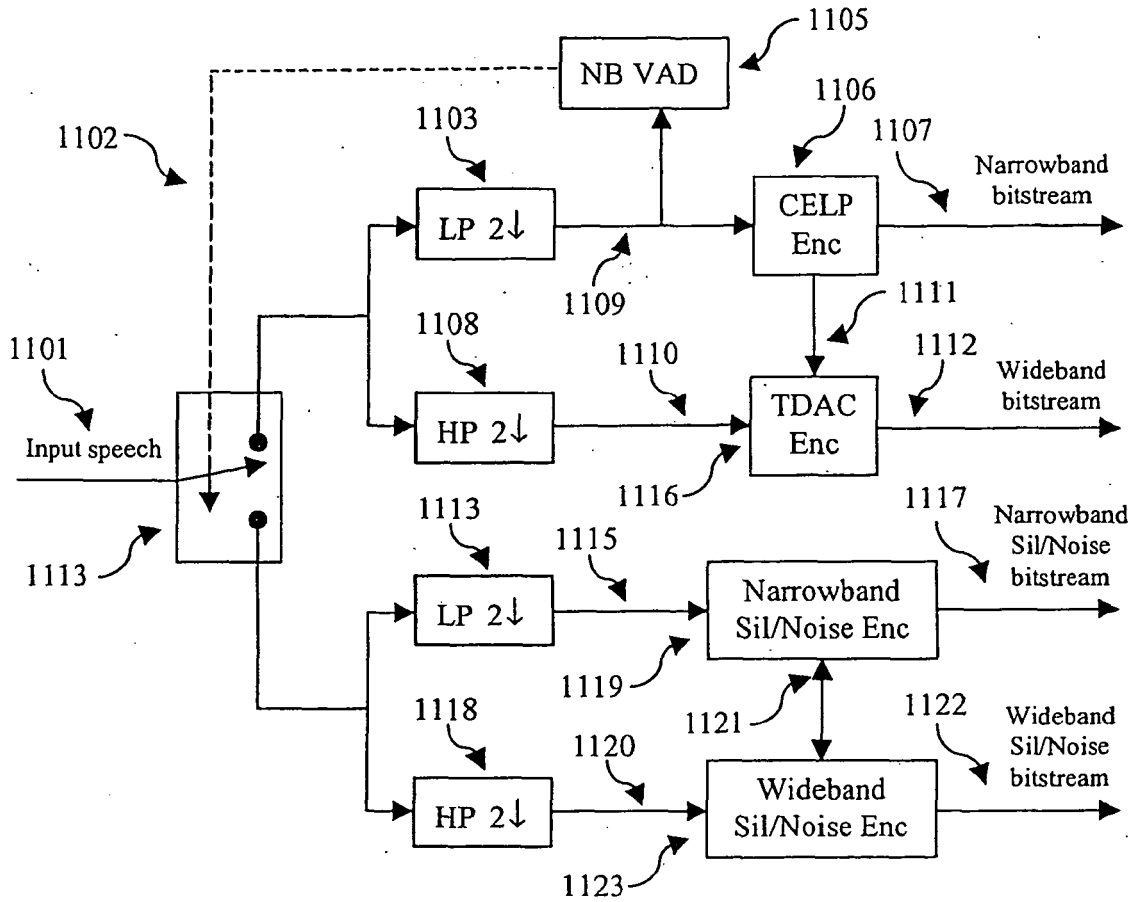 1105
NB VAD
1106
1102
1103
1107
Narrowband
bitstream
LP 2↓
CELP
Enc
1109
1111
1101
1108
1110
1112
Wideband
bitstream
Input speech
HP 2↓
TDAC
Enc
1116
1113
1113
1115
1117
Narrowband
Sil/Noise
bitstream
LP 2↓
Narrowband
Sil/Noise Enc
1119
1121
1118
1120
1122
Wideband
Sil/Noise
bitstream
HP 2↓
Wideband
Sil/Noise Enc
1123